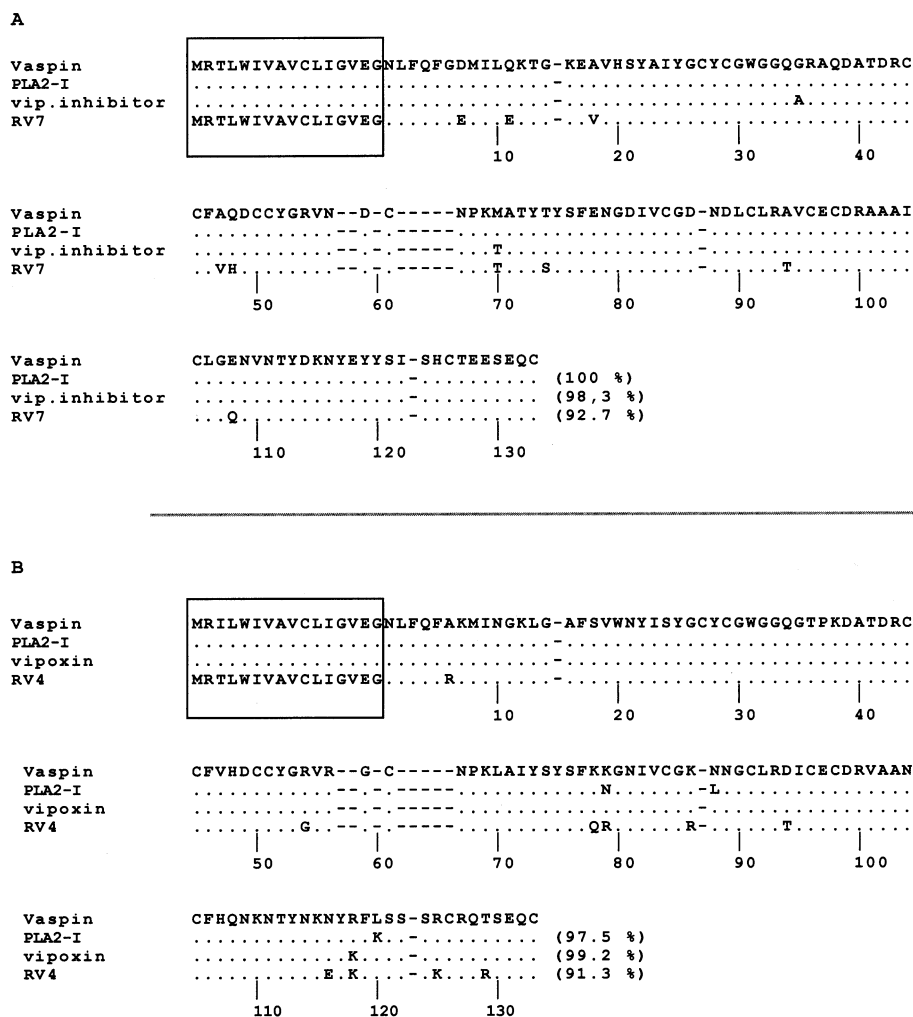 A
Vaspin MRTLWIVAVCLIGVEGNLFQFGDMILQKTG-KEAVHSYAIYGCYCGWGGQGRAQDATDRC
PLA2-I ..............................-.............................
vip.inhibitor ..............................-...................A.........
RV7 MRTLWIVAVCLIGVEG......E...E...-..V..........................
10 20 30 40
Vaspin CFAQDCCYGRVN--D-C-----NPKMATYTYSFENGDIVCGD-NDLCLRAVCECDRAAAI
PLA2-I ............--.-.-----....................-.................
vip.inhibitor ............--.-.-----...T................-.................
RV7 ..VH........--.-.-----...T...S............-......T..........
50 60 70 80 90 100
Vaspin CLGENVNTYDKNYEYYSI-SHCTEESEQC
PLA2-I ..................-.......... (100 %)
vip.inhibitor ..................-.......... (98,3 %)
RV7 ...Q..............-.......... (92.7 %)
110 120 130
B
Vaspin MRILWIVAVCLIGVEGNLFQFAKMINGKLG-AFSVWNYISYGCYCGWGGQGTPKDATDRC
PLA2-I ..............................-.............................
vipoxin ..............................-.............................
RV4 MRTLWIVAVCLIGVEG.....R........-.............................
10 20 30 40
Vaspin CFVHDCCYGRVR--G-C-----NPKLAIYSYSFKKGNIVCGK-NNGCLRDICECDRVAAN
PLA2-I ............--.-.-----............N.......-L................
vipoxin ............--.-.-----....................-.................
RV4 .........G..--.-.-----...........QR......R-......T..........
50 60 70 80 90 100
Vaspin CFHQNKNTYNKNYRFLSS-SRCRQTSEQC
PLA2-I ...............K..-.......... (97.5 %)
vipoxin .............K....-.......... (99.2 %)
RV4 ...........E.K....-.K...R.... (91.3 %)
110 120 130